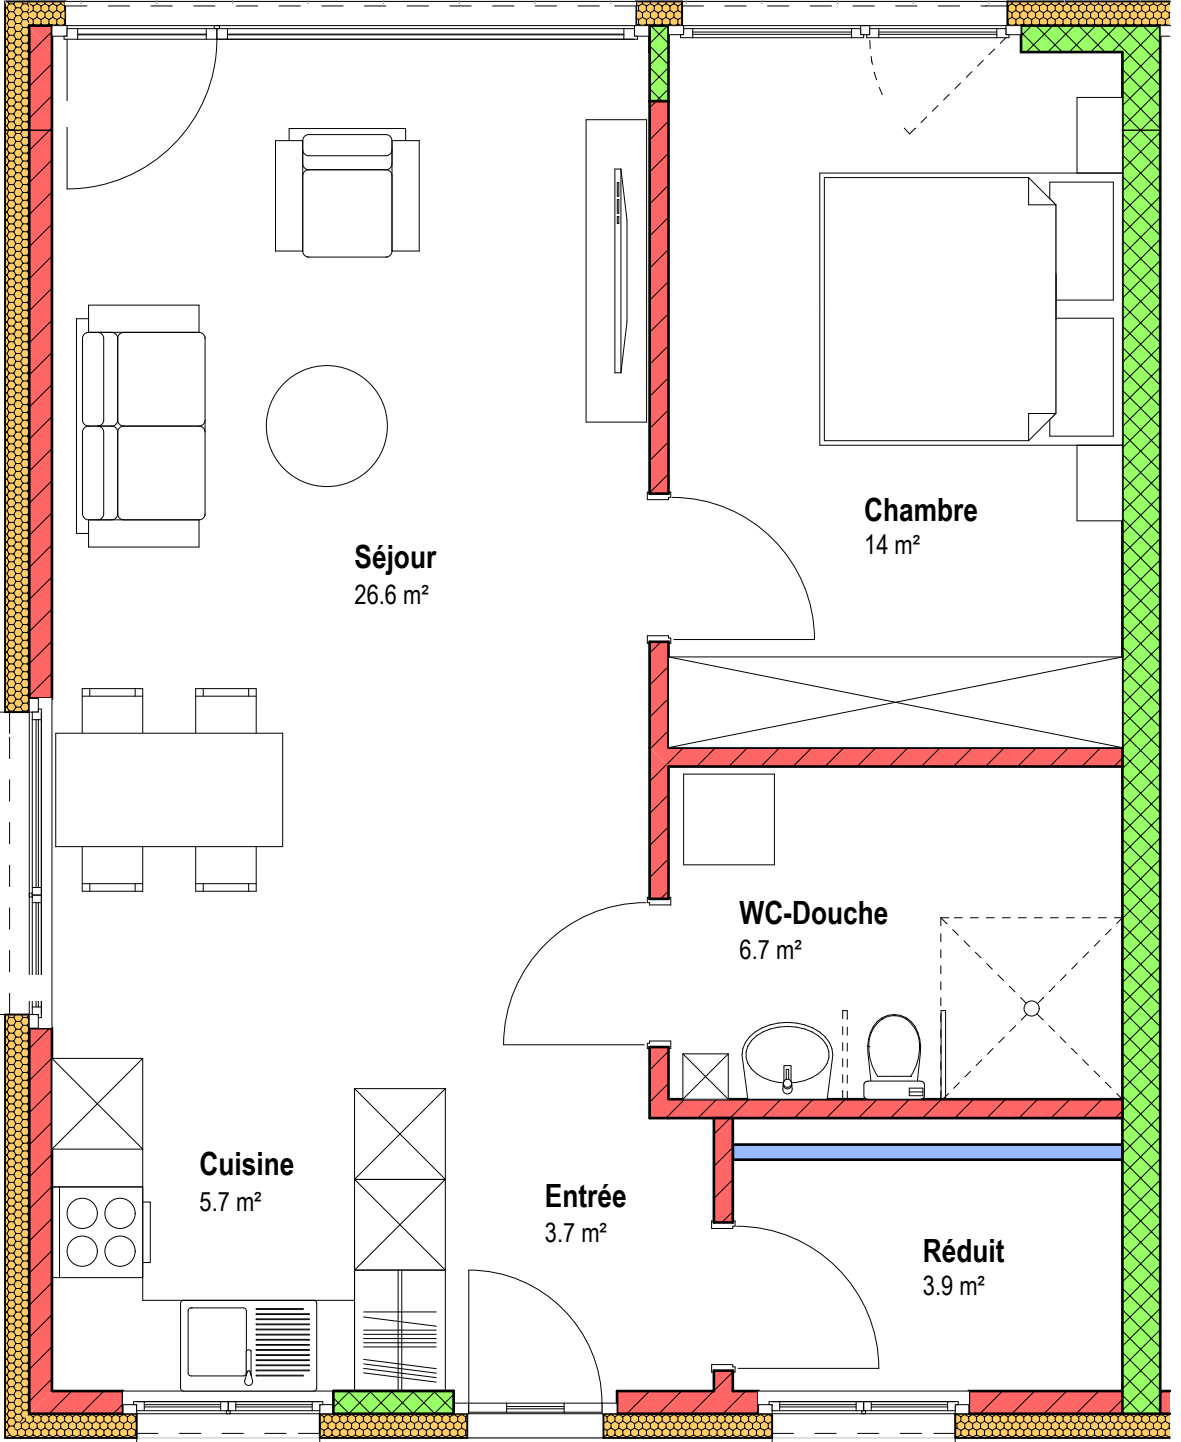 Chambre
14 m²
Séjour
26.6 m²
WC-Douche
6.7 m²
Cuisine
5.7 m²
Entrée
3.7 m²
Réduit
3.9 m²